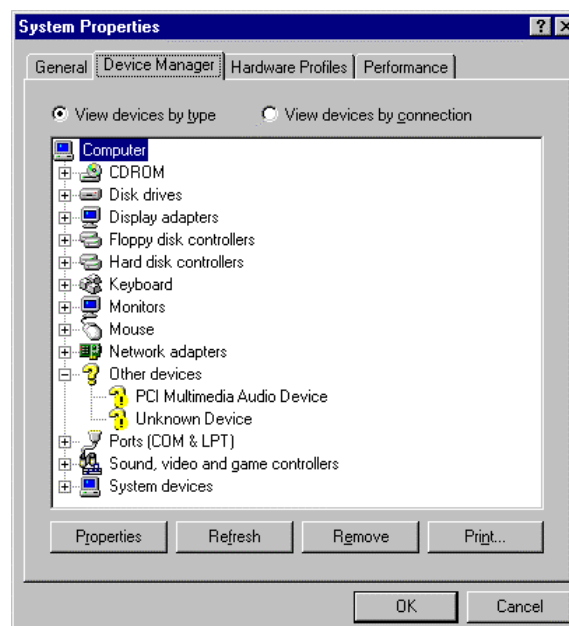 System Properties
General Device Manager Hardware Profiles Performance
View devices by type View devices by connection
Computer
CDROM
Disk drives
Display adapters
Floppy disk controllers
Hard disk controllers
Keyboard
Monitors
Mouse
Network adapters
Other devices
PCI Multimedia Audio Device
Unknown Device
Ports (COM & LPT)
Sound, video and game controllers
System devices
Properties Refresh Remove Print...
OK Cancel